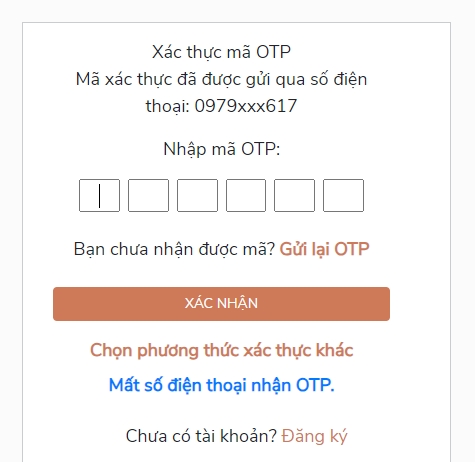 Xác thực mã OTP
Mã xác thực đã được gửi qua số điện
thoại: 0979xxx617
Nhập mã OTP:
Bạn chưa nhận được mã? Gửi lại OTP
XÁC NHẬN
Chọn phương thức xác thực khác
Mất số điện thoại nhận OTP.
Chưa có tài khoản? Đăng ký